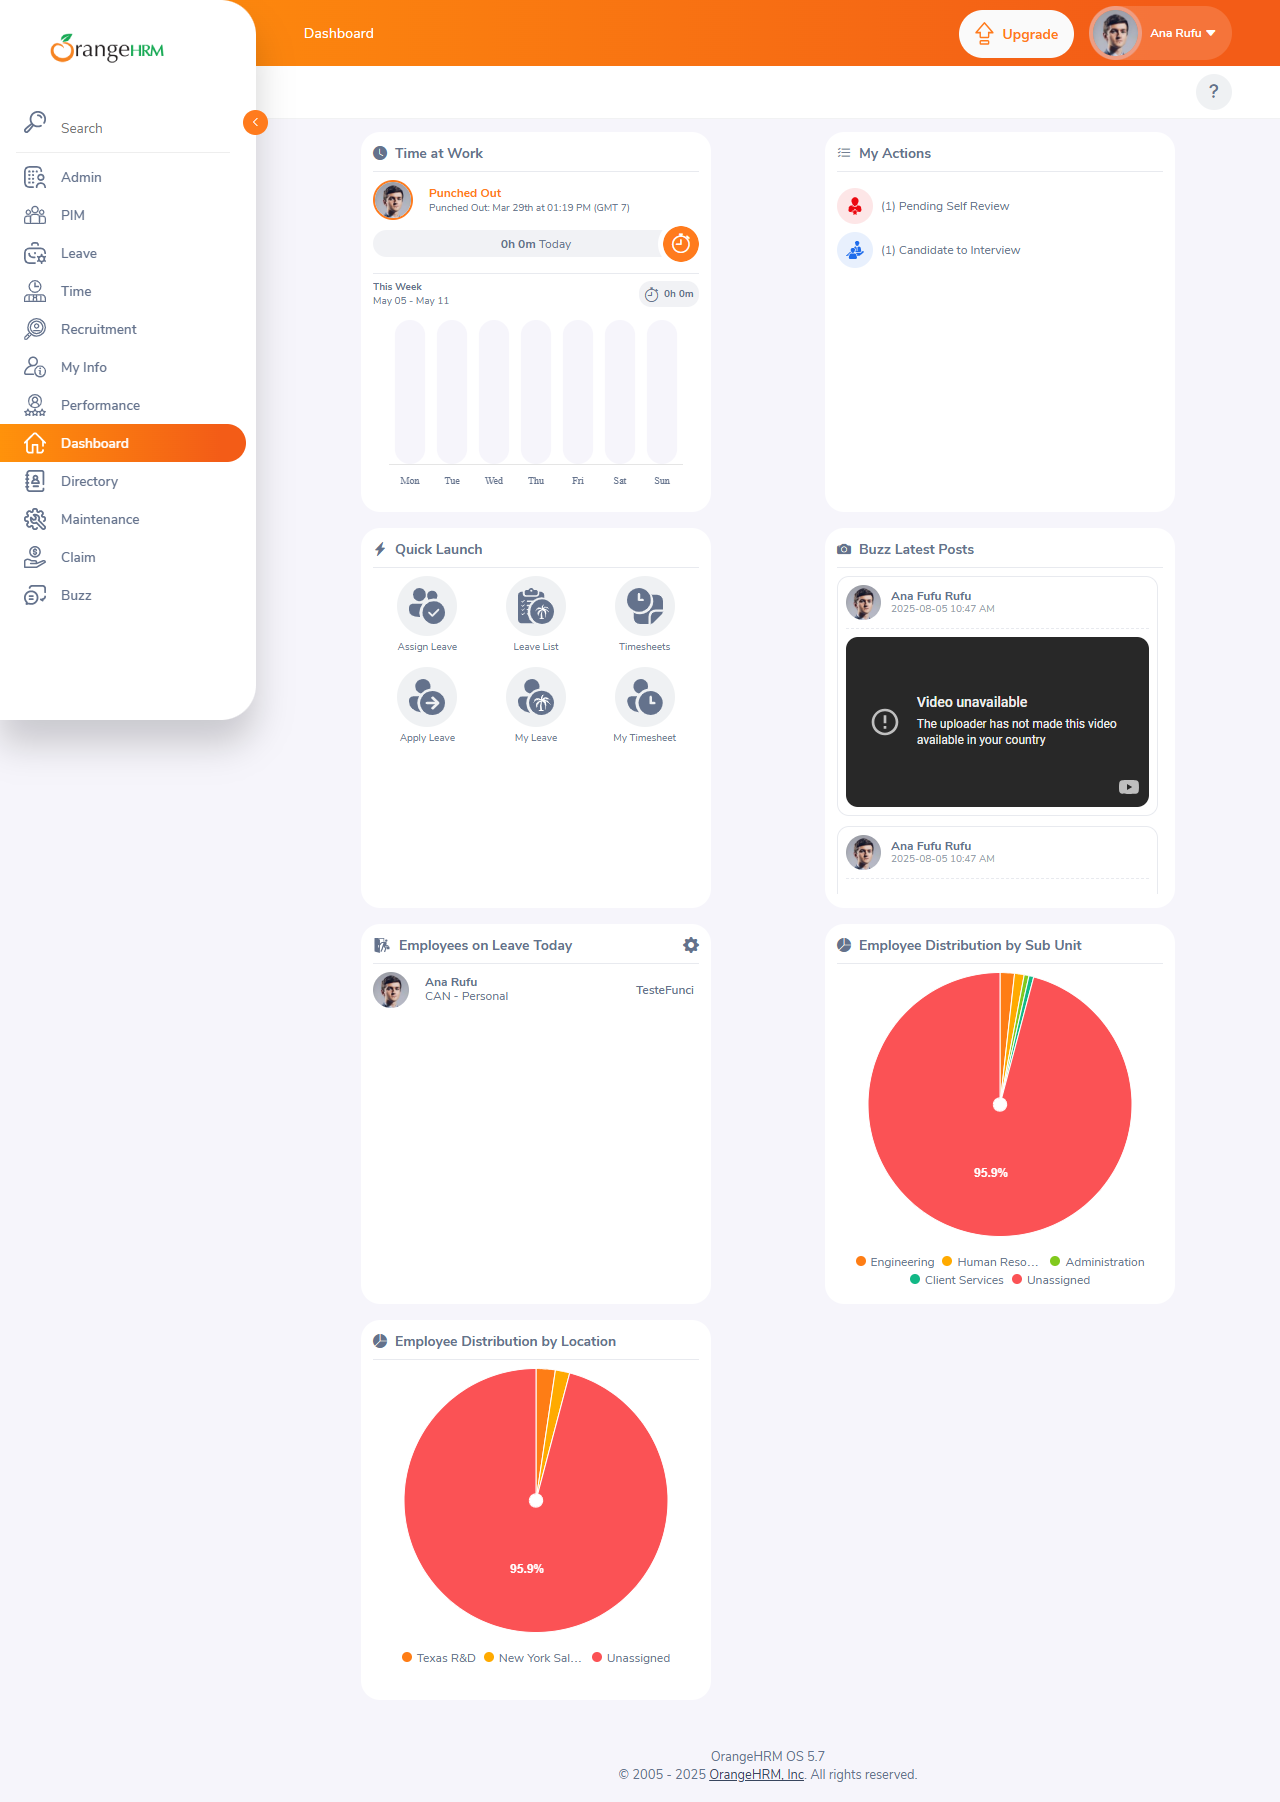 OrangeHRM
Dashboard
Upgrade
Ana Rufu
?
Search
Admin
PIM
Leave
Time
Recruitment
My Info
Performance
Dashboard
Directory
Maintenance
Claim
Buzz
Time at Work
Punched Out
Punched Out: Mar 29th at 01:19 PM (GMT 7)
0h 0m Today
This Week
May 05 - May 11
0h 0m
Mon Tue Wed Thu Fri Sat Sun
My Actions
(1) Pending Self Review
(1) Candidate to Interview
Quick Launch
Assign Leave
Leave List
Timesheets
Apply Leave
My Leave
My Timesheet
Buzz Latest Posts
Ana Fufu Rufu
2025-08-05 10:47 AM
Video unavailable
The uploader has not made this video
available in your country
Ana Fufu Rufu
2025-08-05 10:47 AM
Employees on Leave Today
Ana Rufu
CAN - Personal
TesteFunci
Employee Distribution by Sub Unit
95.9%
Engineering Human Reso... Administration
Client Services Unassigned
Employee Distribution by Location
95.9%
Texas R&D New York Sal... Unassigned
OrangeHRM OS 5.7
© 2005 - 2025 OrangeHRM, Inc. All rights reserved.